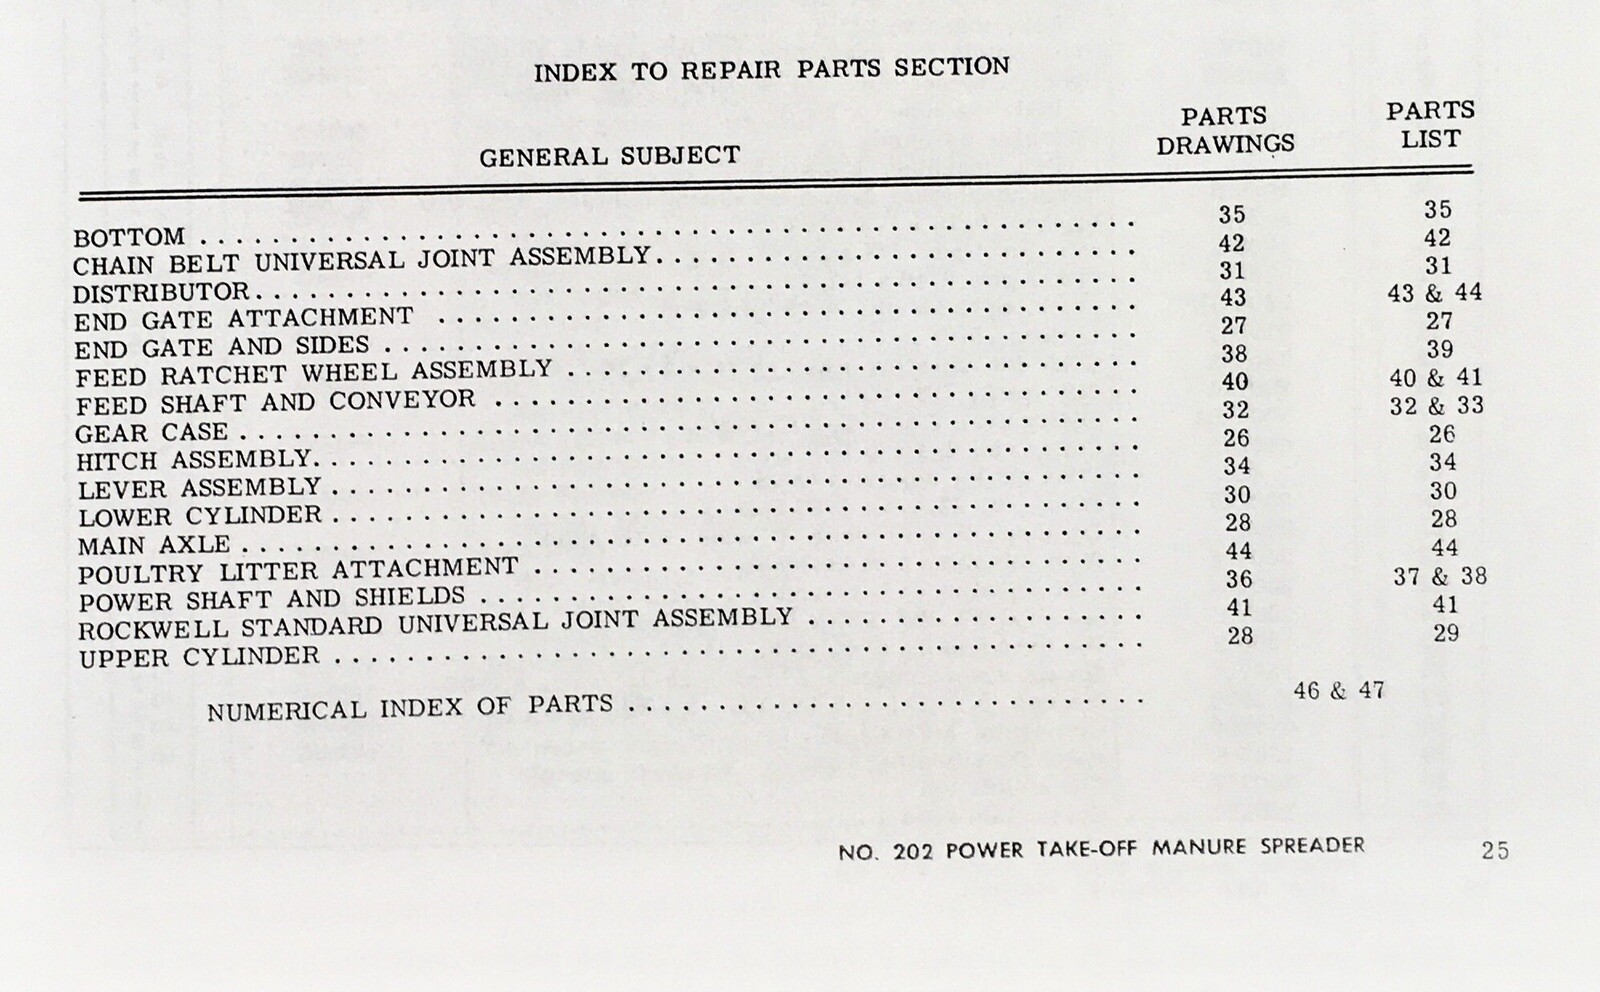 INDEX TO REPAIR PARTS SECTION
GENERAL SUBJECT PARTS DRAWINGS PARTS LIST
BOTTOM . . . . . . . . . . 35 35
CHAIN BELT UNIVERSAL JOINT ASSEMBLY . . . . . . . . . . 42 42
DISTRIBUTOR . . . . . . . . . . 31 31
END GATE ATTACHMENT . . . . . . . . . . 43 43 & 44
END GATE AND SIDES . . . . . . . . . . 27 27
FEED RATCHET WHEEL ASSEMBLY . . . . . . . . . . 38 39
FEED SHAFT AND CONVEYOR . . . . . . . . . . 40 40 & 41
GEAR CASE . . . . . . . . . . 32 32 & 33
HITCH ASSEMBLY . . . . . . . . . . 26 26
LEVER ASSEMBLY . . . . . . . . . . 34 34
LOWER CYLINDER . . . . . . . . . . 30 30
MAIN AXLE . . . . . . . . . . 28 28
POULTRY LITTER ATTACHMENT . . . . . . . . . . 44 44
POWER SHAFT AND SHIELDS . . . . . . . . . . 36 37 & 38
ROCKWELL STANDARD UNIVERSAL JOINT ASSEMBLY . . . . . . . . . . 41 41
UPPER CYLINDER . . . . . . . . . . 28 29
NUMERICAL INDEX OF PARTS . . . . . . . . . . 46 & 47
NO. 202 POWER TAKE-OFF MANURE SPREADER 25